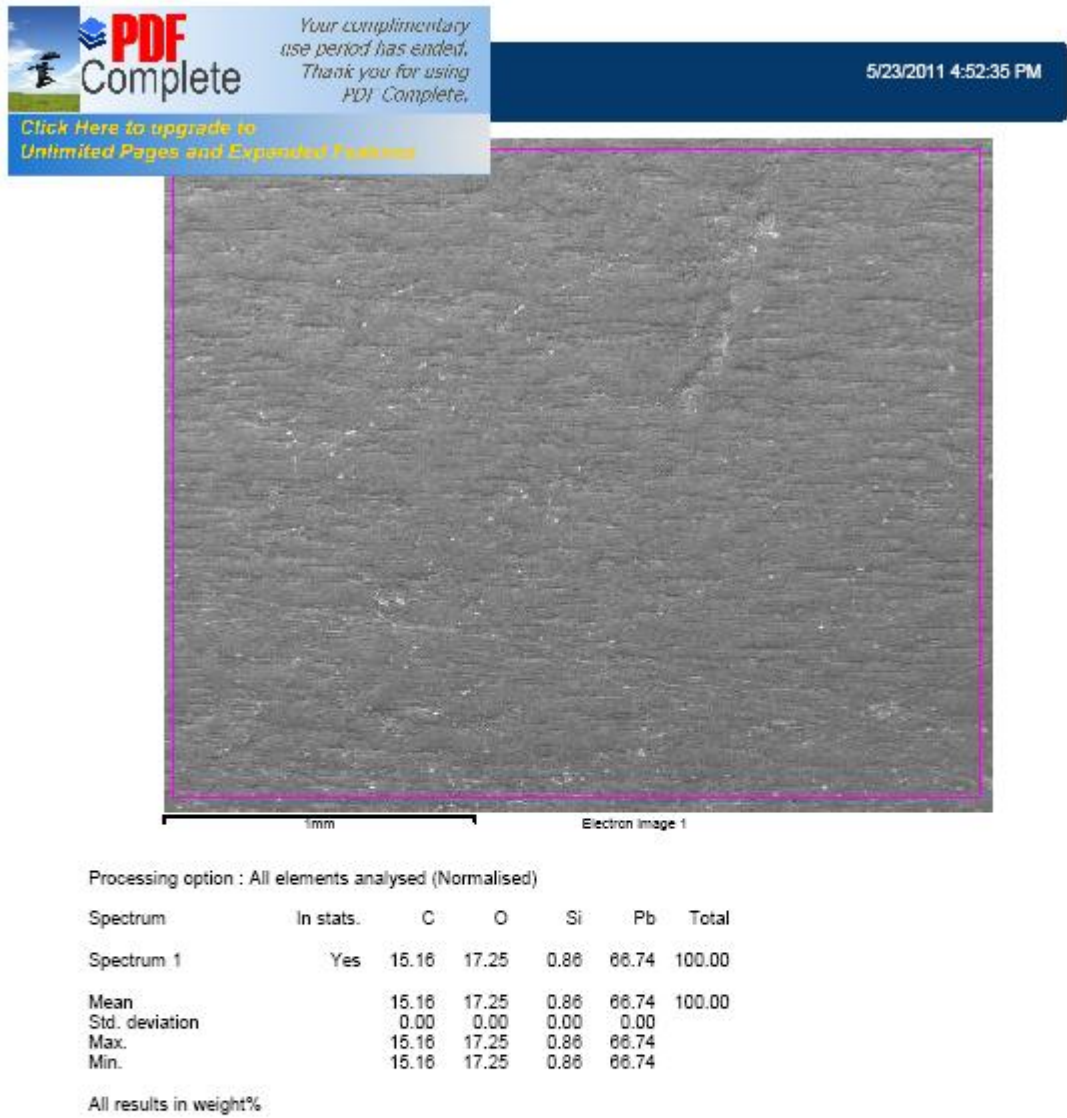 PDF
Complete
Your complimentary
use period has ended.
Thank you for using
PDF Complete.
Click Here to upgrade to
Unlimited Pages and Expanded Features
5/23/2011 4:52:35 PM
1mm
Electron Image 1
Processing option : All elements analysed (Normalised)
Spectrum In stats. C O Si Pb Total
Spectrum 1 Yes 15.16 17.25 0.86 66.74 100.00
Mean 15.16 17.25 0.86 66.74 100.00
Std. deviation 0.00 0.00 0.00 0.00
Max. 15.16 17.25 0.86 66.74
Min. 15.16 17.25 0.86 66.74
All results in weight%